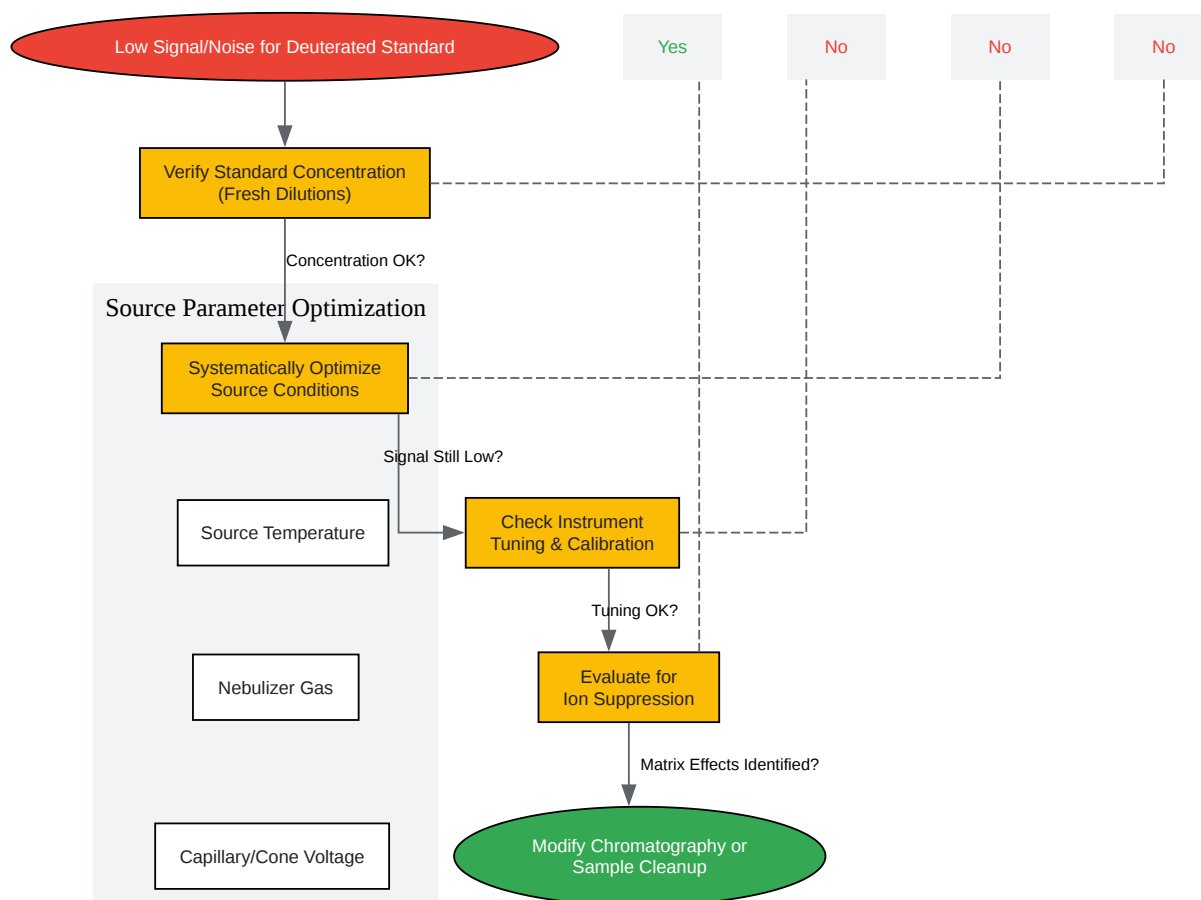 Low Signal/Noise for Deuterated Standard
Yes
No
No
No
Verify Standard Concentration
(Fresh Dilutions)
Concentration OK?
Source Parameter Optimization
Systematically Optimize
Source Conditions
Signal Still Low?
Source Temperature
Check Instrument
Tuning & Calibration
Tuning OK?
Nebulizer Gas
Evaluate for
Ion Suppression
Matrix Effects Identified?
Capillary/Cone Voltage
Modify Chromatography or
Sample Cleanup